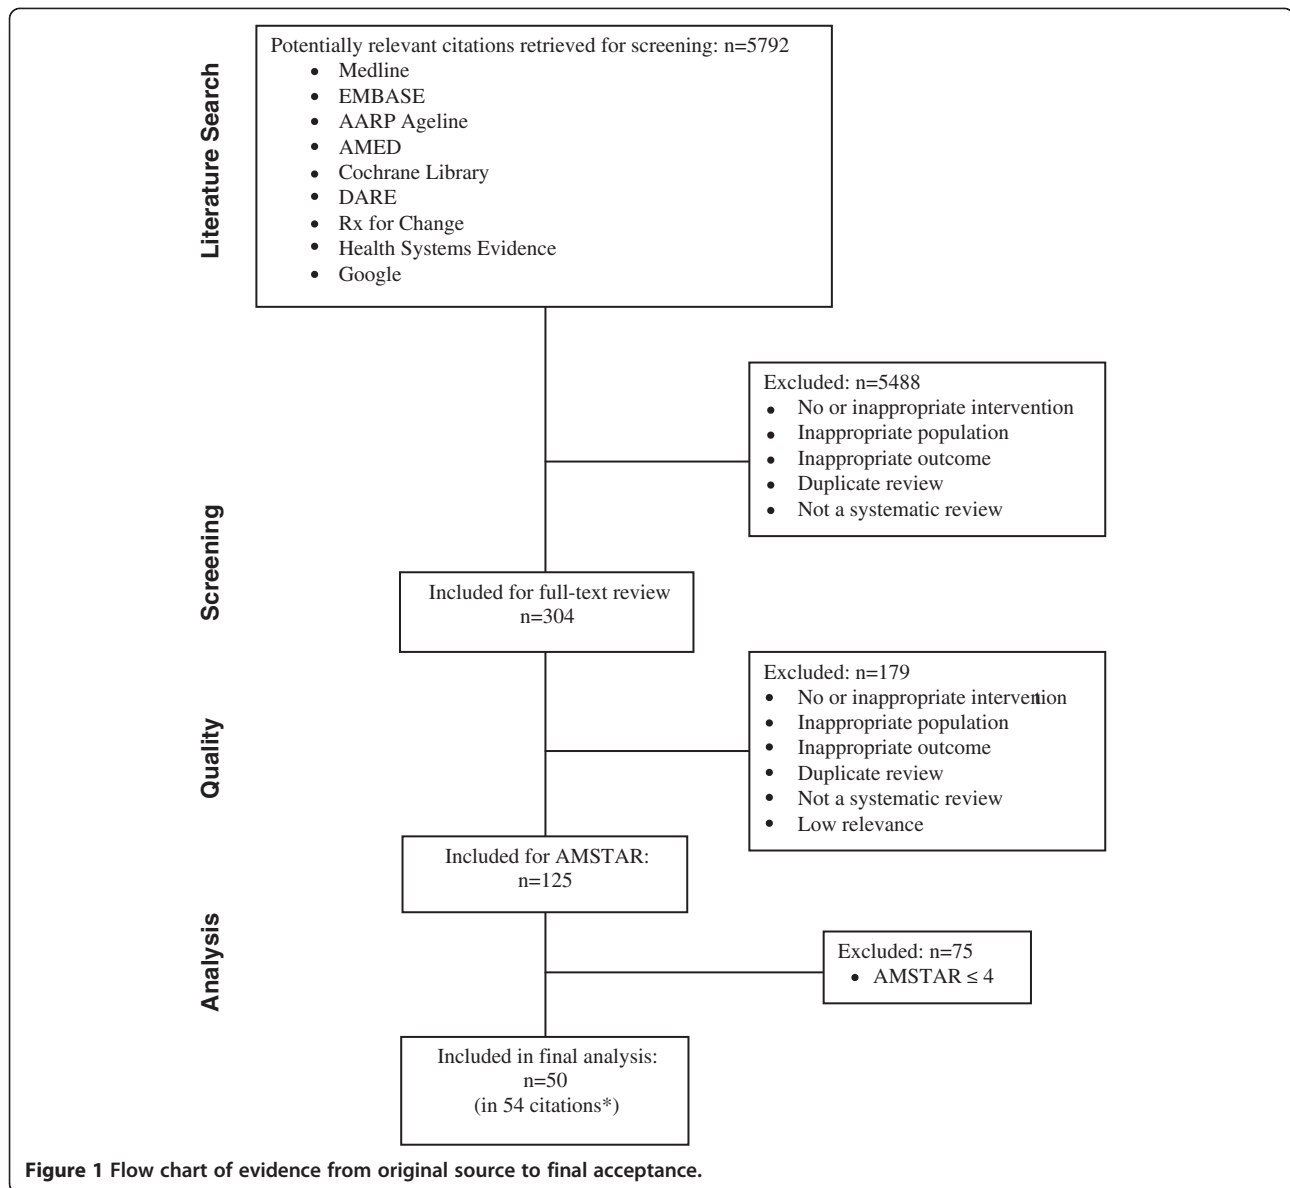 Literature Search
Potentially relevant citations retrieved for screening: n=5792
• Medline
• EMBASE
• AARP Ageline
• AMED
• Cochrane Library
• DARE
• Rx for Change
• Health Systems Evidence
• Google
Excluded: n=5488
• No or inappropriate intervention
• Inappropriate population
• Inappropriate outcome
• Duplicate review
• Not a systematic review
Screening
Included for full-text review
n=304
Excluded: n=179
• No or inappropriate intervention
• Inappropriate population
• Inappropriate outcome
• Duplicate review
• Not a systematic review
• Low relevance
Quality
Included for AMSTAR:
n=125
Analysis
Excluded: n=75
• AMSTAR ≤ 4
Included in final analysis:
n=50
(in 54 citations*)
Figure 1 Flow chart of evidence from original source to final acceptance.